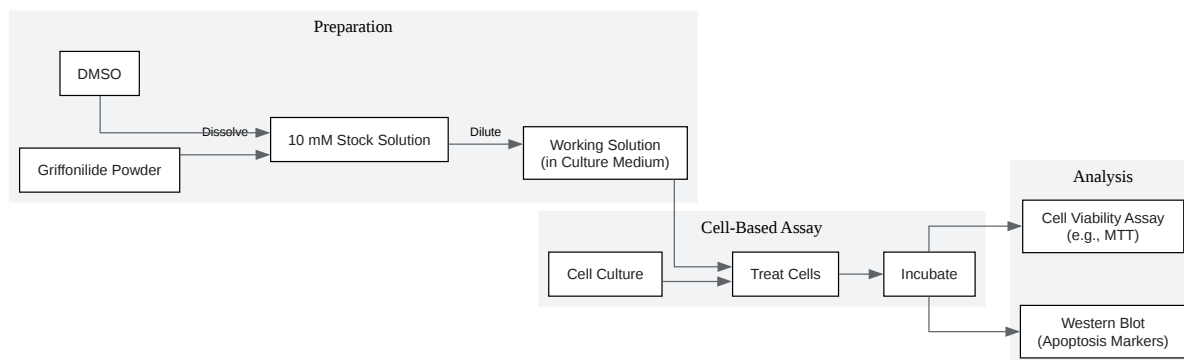 Preparation
DMSO
Dissolve
10 mM Stock Solution
Dilute
Griffonilide Powder
Working Solution
(in Culture Medium)
Cell-Based Assay
Cell Culture
Treat Cells
Incubate
Analysis
Cell Viability Assay
(e.g., MTT)
Western Blot
(Apoptosis Markers)